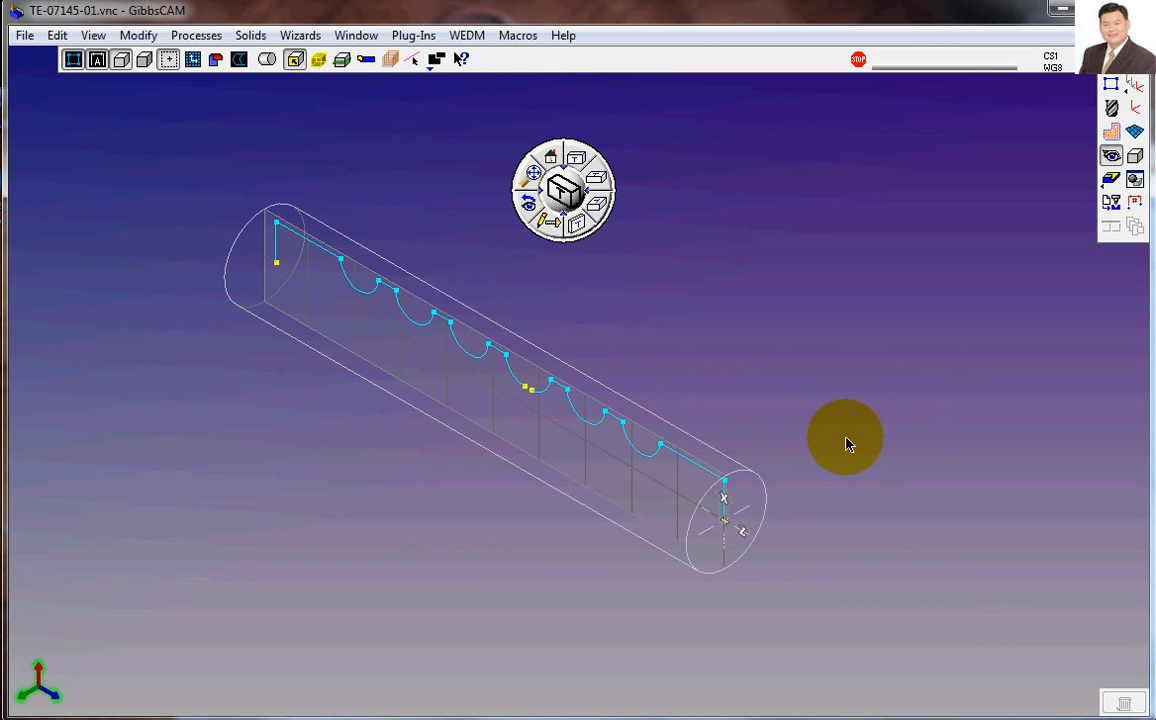 TE-07145-01.vnc - GibbsCAM
File Edit View Modify Processes Solids Wizards Window Plug-Ins WEDM Macros Help
STOP
CS1
WG8
T
X
Z